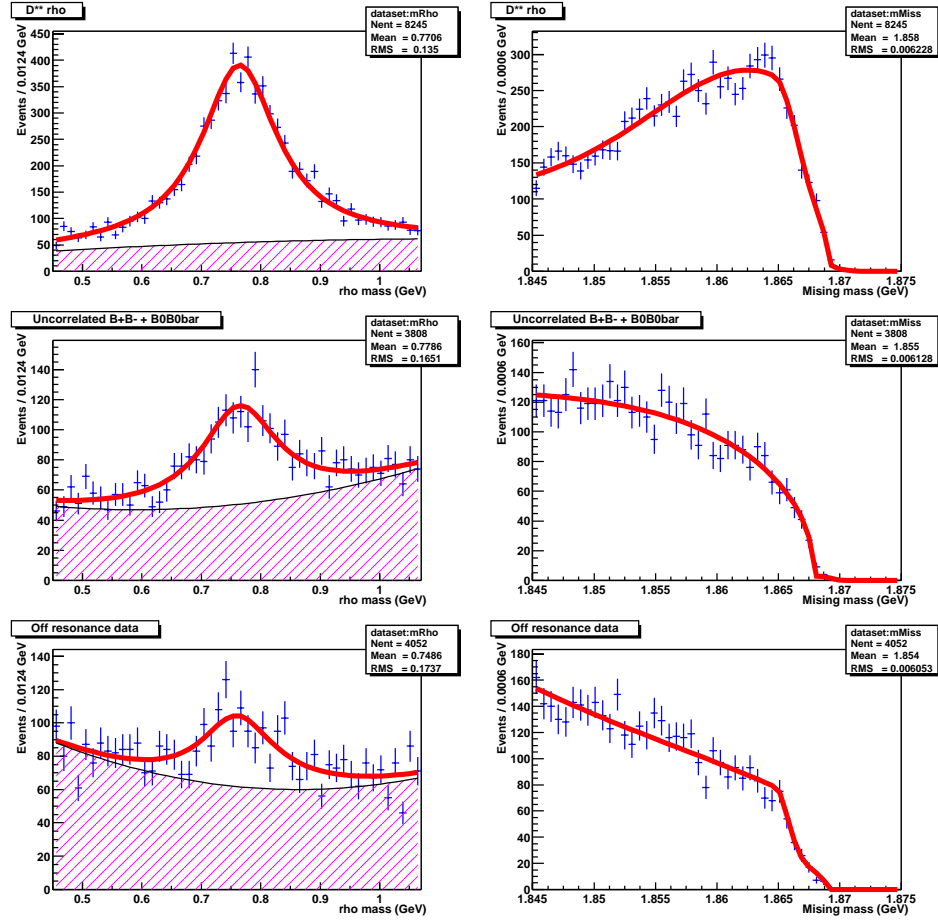 D** rho
dataset:mRho
Nent = 8245
Mean = 0.7706
RMS = 0.135
Events / 0.0124 GeV
450
400
350
300
250
200
150
100
50
0
0.5 0.6 0.7 0.8 0.9 1
rho mass (GeV)
D** rho
dataset:mMiss
Nent = 8245
Mean = 1.858
RMS = 0.006228
Events / 0.0006 GeV
300
250
200
150
100
50
0
1.845 1.85 1.855 1.86 1.865 1.87 1.875
Mising mass (GeV)
Uncorrelated B+B- + B0B0bar
dataset:mRho
Nent = 3808
Mean = 0.7786
RMS = 0.1651
Events / 0.0124 GeV
160
140
120
100
80
60
40
20
0
0.5 0.6 0.7 0.8 0.9 1
rho mass (GeV)
Uncorrelated B+B- + B0B0bar
dataset:mMiss
Nent = 3808
Mean = 1.855
RMS = 0.006128
Events / 0.0006 GeV
160
140
120
100
80
60
40
20
0
1.845 1.85 1.855 1.86 1.865 1.87 1.875
Mising mass (GeV)
Off resonance data
dataset:mRho
Nent = 4052
Mean = 0.7486
RMS = 0.1737
Events / 0.0124 GeV
140
120
100
80
60
40
20
0
0.5 0.6 0.7 0.8 0.9 1
rho mass (GeV)
Off resonance data
dataset:mMiss
Nent = 4052
Mean = 1.854
RMS = 0.006053
Events / 0.0006 GeV
180
160
140
120
100
80
60
40
20
0
1.845 1.85 1.855 1.86 1.865 1.87 1.875
Mising mass (GeV)